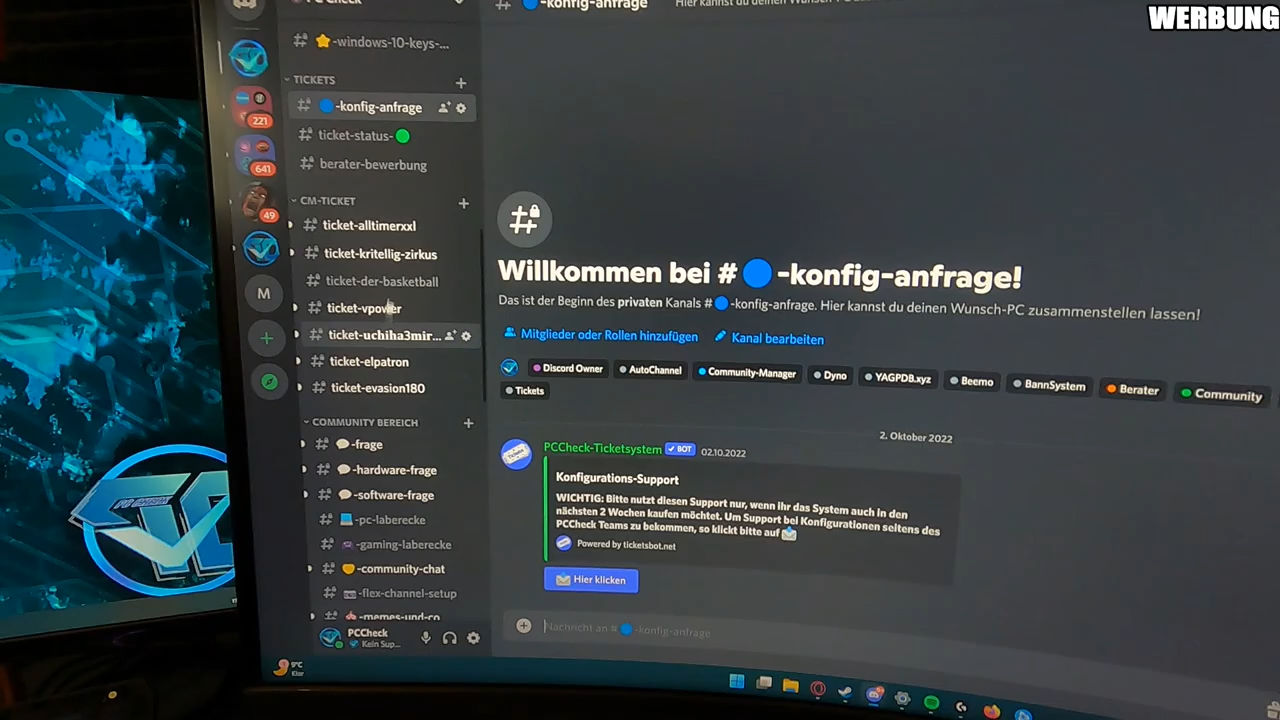 WERBUNG
PCCheck
-windows-10-keys-...
TICKETS
-konfig-anfrage
ticket-status-
berater-bewerbung
CM-TICKET
ticket-alltimerxxl
ticket-kritellig-zirkus
ticket-der-basketball
ticket-vpower
ticket-uchiha3mir...
ticket-elpatron
ticket-evasion180
COMMUNITY BEREICH
-frage
-hardware-frage
-software-frage
-pc-laberecke
-gaming-laberecke
-community-chat
-flex-channel-setup
-memes-und-co
PCCheck
Kein Sup...
221
641
49
M
-konfig-anfrage
Hier kannst du deinen Wunsch-PC
Willkommen bei # -konfig-anfrage!
Das ist der Beginn des privaten Kanals # -konfig-anfrage. Hier kannst du deinen Wunsch-PC zusammenstellen lassen!
Mitglieder oder Rollen hinzufügen
Kanal bearbeiten
Discord Owner
AutoChannel
Community-Manager
Dyno
YAGPDB.xyz
Beemo
BannSystem
Berater
Community
Tickets
2. Oktober 2022
PCCheck-Ticketsystem BOT 02.10.2022
Konfigurations-Support
WICHTIG: Bitte nutzt diesen Support nur, wenn ihr das System auch in den
nächsten 2 Wochen kaufen möchtet. Um Support bei Konfigurationen seitens des
PCCheck Teams zu bekommen, so klickt bitte auf
Powered by ticketsbot.net
Hier klicken
Nachricht an # -konfig-anfrage
9°C
Klar